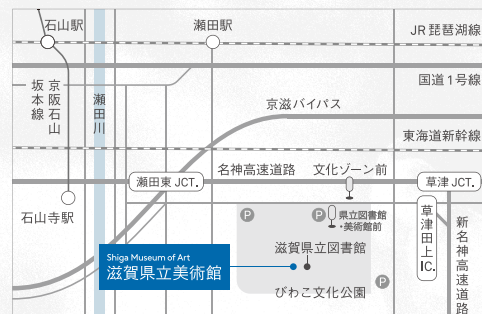 石山駅
瀬田駅
JR琵琶湖線
国道1号線
京阪石山
坂本線
瀬田川
京滋バイパス
東海道新幹線
名神高速道路
文化ゾーン前
瀬田東 JCT.
草津 JCT.
石山寺駅
P
P
県立図書館
・美術館前
草津田上 IC.
新名神高速道路
Shiga Museum of Art
滋賀県立美術館
滋賀県立図書館
P
びわこ文化公園